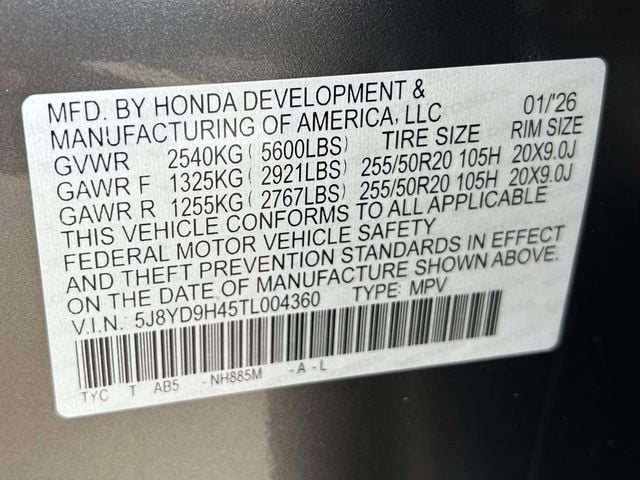 MFD. BY HONDA DEVELOPMENT & 01/'26
MANUFACTURING OF AMERICA, LLC TIRE SIZE RIM SIZE
GVWR 2540KG ( 5600LBS)
GAWR F 1325KG ( 2921LBS) 255/50R20 105H 20X9.0J
GAWR R 1255KG ( 2767LBS) 255/50R20 105H 20X9.0J
THIS VEHICLE CONFORMS TO ALL APPLICABLE
FEDERAL MOTOR VEHICLE SAFETY
AND THEFT PREVENTION STANDARDS IN EFFECT
ON THE DATE OF MANUFACTURE SHOWN ABOVE.
V.I.N.: 5J8YD9H45TL004360 TYPE: MPV
TYC T AB5 -NH885M -A-L